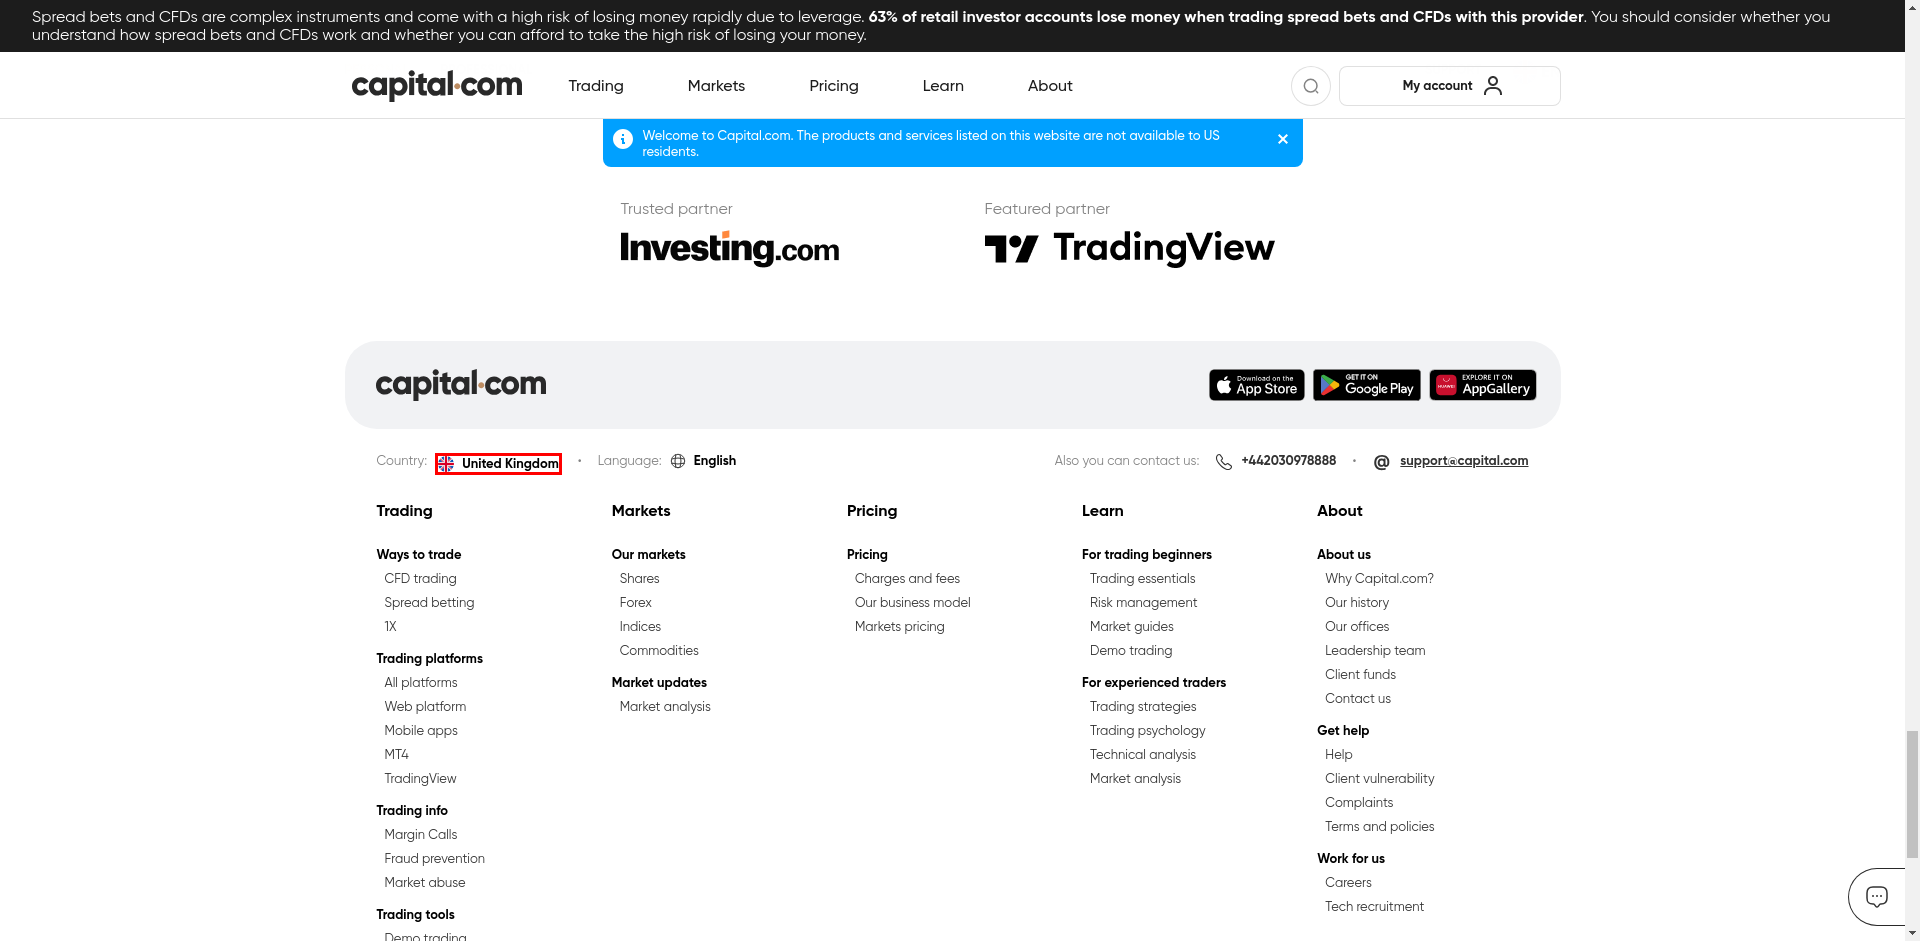 Spread bets and CFDs are complex instruments and come with a high risk of losing money rapidly due to leverage. 63% of retail investor accounts lose money when trading spread bets and CFDs with this provider. You should consider whether you
understand how spread bets and CFDs work and whether you can afford to take the high risk of losing your money.
capital.com
Trading
Markets
Pricing
Learn
About
My account
Welcome to Capital.com. The products and services listed on this website are not available to US
residents.
Trusted partner
Investing.com
Featured partner
TradingView
capital.com
Download on the
App Store
GET IT ON
Google Play
HUAWEI
EXPLORE IT ON
AppGallery
Country: United Kingdom • Language: English
Also you can contact us: +442030978888 • @ support@capital.com
Trading
Ways to trade
CFD trading
Spread betting
1X
Trading platforms
All platforms
Web platform
Mobile apps
MT4
TradingView
Trading info
Margin Calls
Fraud prevention
Market abuse
Trading tools
Demo trading
Markets
Our markets
Shares
Forex
Indices
Commodities
Market updates
Market analysis
Pricing
Pricing
Charges and fees
Our business model
Markets pricing
Learn
For trading beginners
Trading essentials
Risk management
Market guides
Demo trading
For experienced traders
Trading strategies
Trading psychology
Technical analysis
Market analysis
About
About us
Why Capital.com?
Our history
Our offices
Leadership team
Client funds
Contact us
Get help
Help
Client vulnerability
Complaints
Terms and policies
Work for us
Careers
Tech recruitment